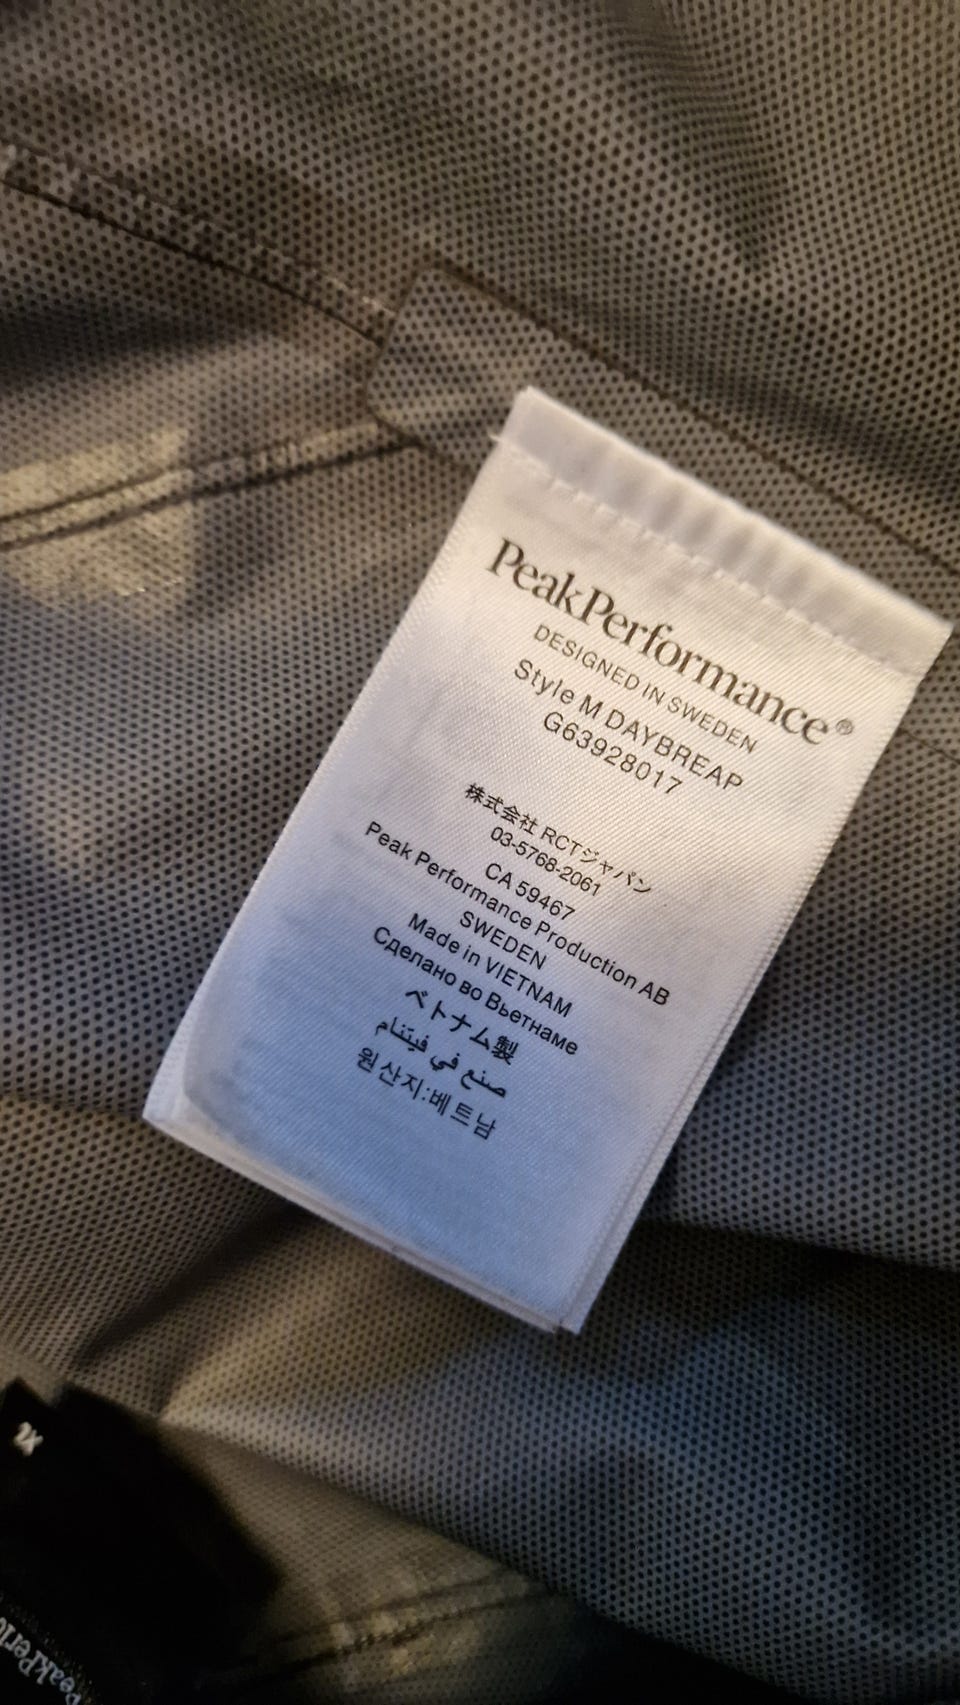 PeakPerformance®
DESIGNED IN SWEDEN
Style M DAYBREAP
G63928017
株式会社 RCTジャパン
03-5768-2061
CA 59467
Peak Performance Production AB
SWEDEN
Made in VIETNAM
Сделано во Вьетнаме
ベトナム製
صنع في فيتنام
원산지:베트남